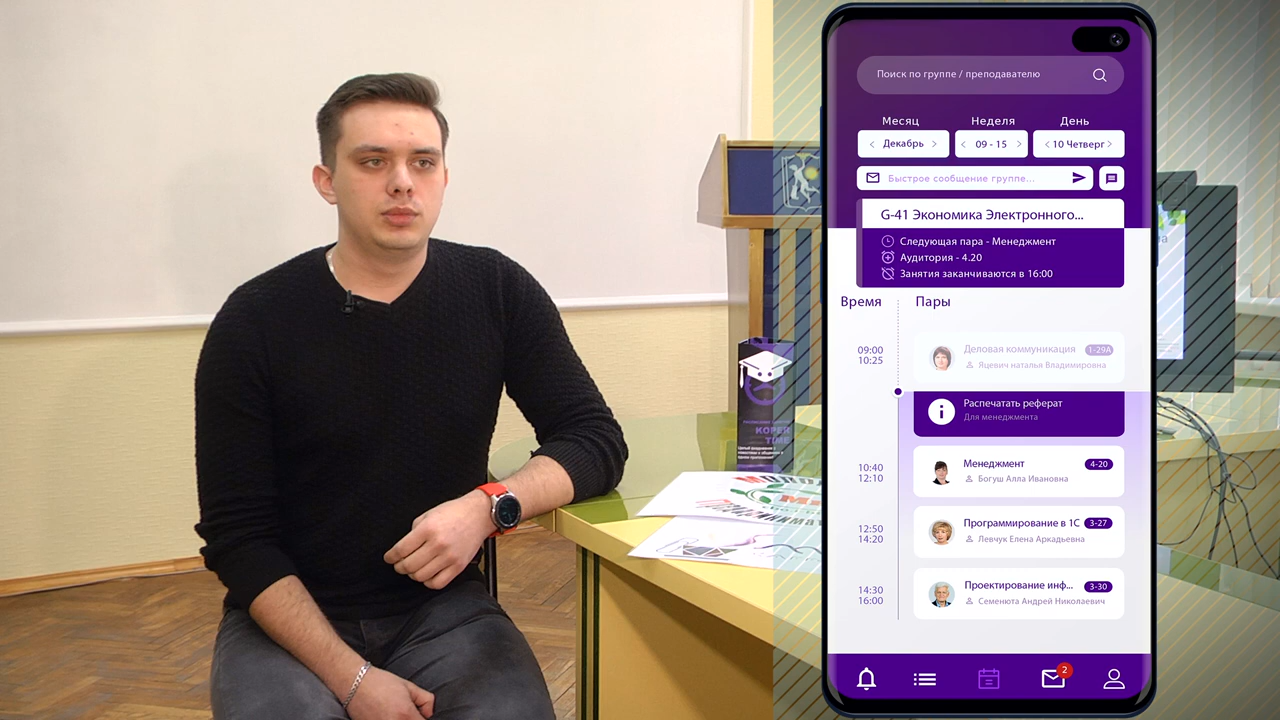 Поиск по группе / преподавателю
Месяц
Неделя
День
Декабрь
09 - 15
10 Четверг
Быстрое сообщение группе...
G-41 Экономика Электронного...
Следующая пара - Менеджмент
Аудитория - 4.20
Занятия заканчиваются в 16:00
Время
Пары
09:00
10:25
Деловая коммуникация
1-29А
Яцевич наталья Владимировна
Распечатать реферат
Для менеджмента
10:40
12:10
Менеджмент
4-20
Богуш Алла Ивановна
12:50
14:20
Программирование в 1С
3-27
Левчук Елена Аркадьевна
14:30
16:00
Проектирование инф...
3-30
Семенюта Андрей Николаевич
2
KOPER
TIME